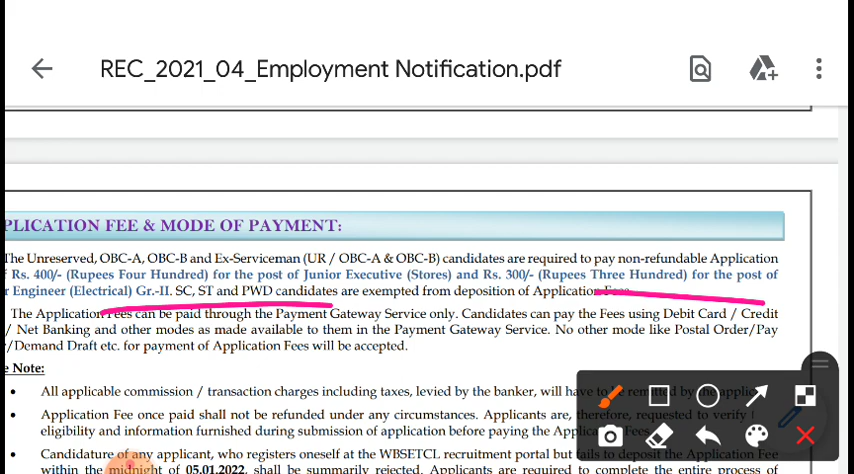 REC_2021_04_Employment Notification.pdf
PLICATION FEE & MODE OF PAYMENT:
The Unreserved, OBC-A, OBC-B and Ex-Serviceman (UR / OBC-A & OBC-B) candidates are required to pay non-refundable Application
f Rs. 400/- (Rupees Four Hundred) for the post of Junior Executive (Stores) and Rs. 300/- (Rupees Three Hundred) for the post of
r Engineer (Electrical) Gr.-II. SC, ST and PWD candidates are exempted from deposition of Application Fees.
The Application Fees can be paid through the Payment Gateway Service only. Candidates can pay the Fees using Debit Card / Credit
/ Net Banking and other modes as made available to them in the Payment Gateway Service. No other mode like Postal Order/Pay
/Demand Draft etc. for payment of Application Fees will be accepted.
e Note:
• All applicable commission / transaction charges including taxes, levied by the banker, will have to be remitted by the applic
• Application Fee once paid shall not be refunded under any circumstances. Applicants are, therefore, requested to verify
eligibility and information furnished during submission of application before paying the Application Fees.
• Candidature of any applicant, who registers oneself at the WBSETCL recruitment portal but fails to deposit the Application Fee
within the midnight of 05.01.2022, shall be summarily rejected. Applicants are required to complete the entire process of